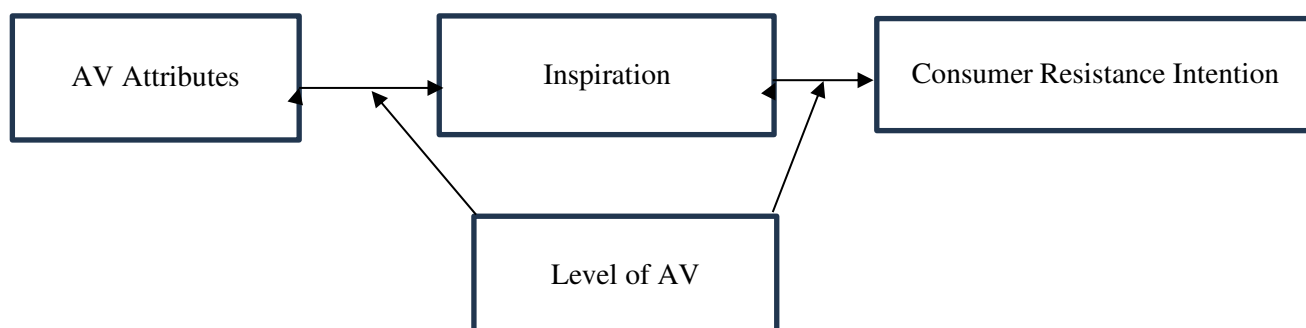 AV Attributes
Inspiration
Consumer Resistance Intention
Level of AV